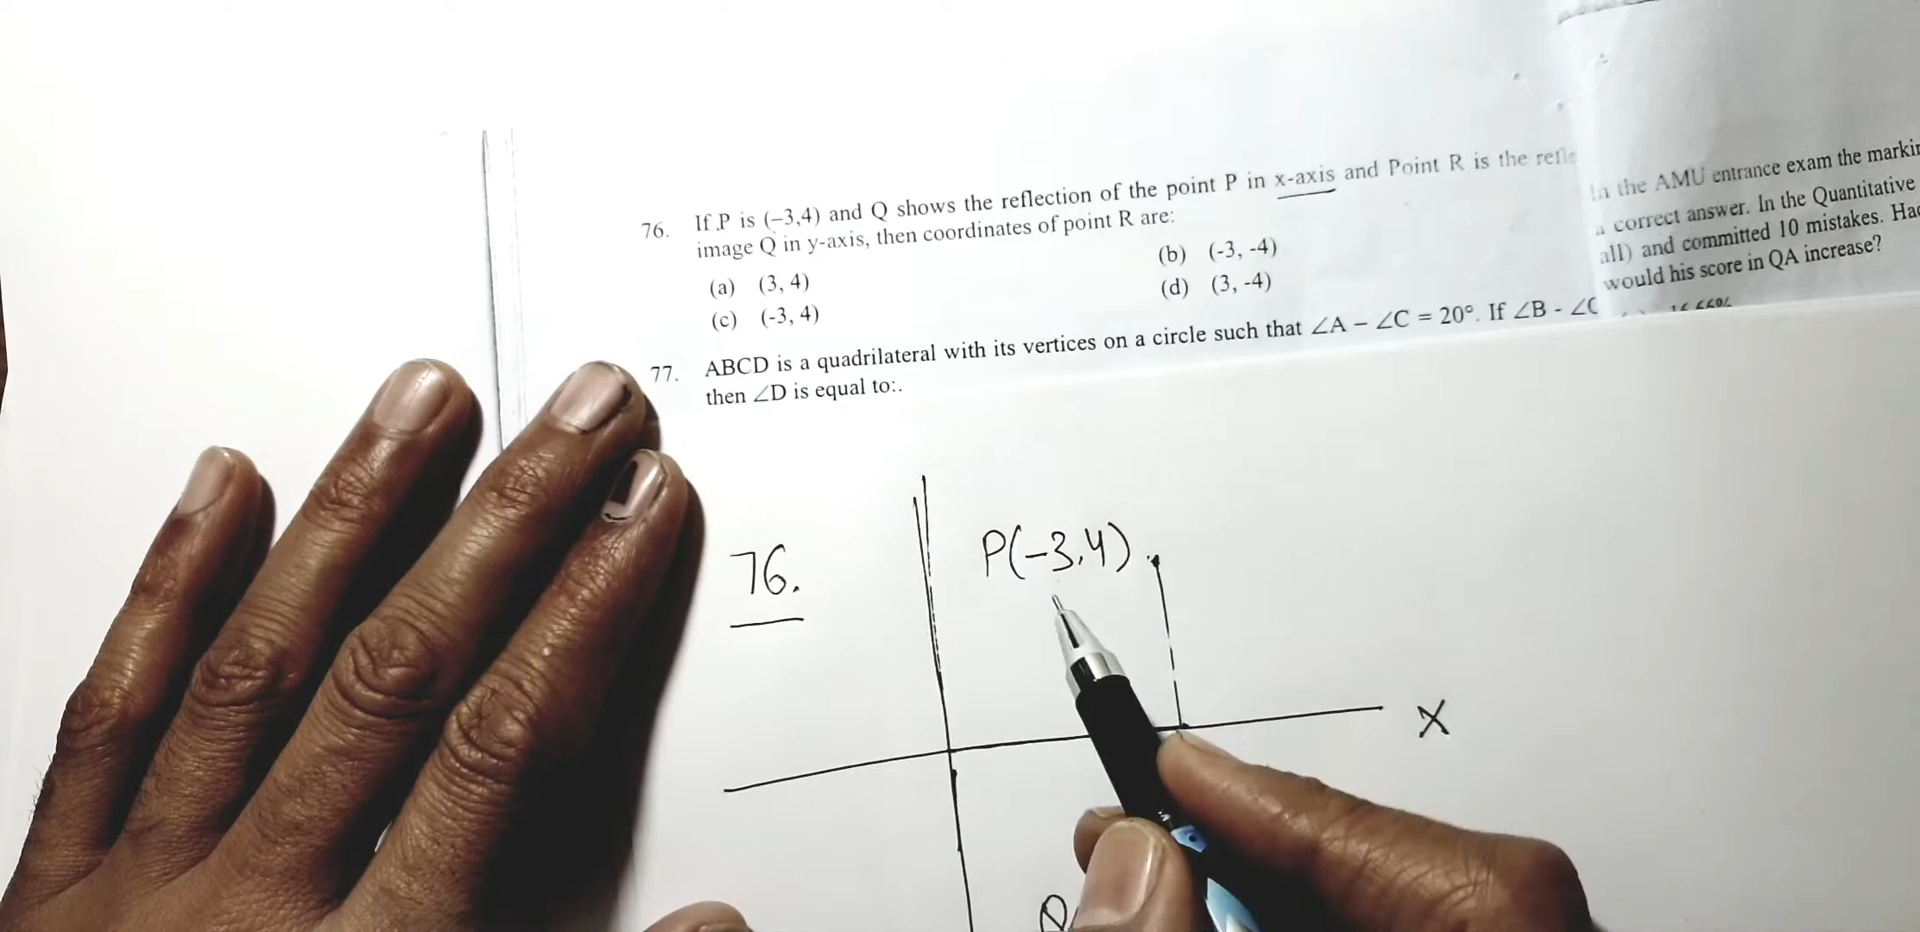 76. If P is (–3,4) and Q shows the reflection of the point P in x-axis and Point R is the
image Q in y-axis, then coordinates of point R are:
(a) (3, 4) (b) (-3, -4)
(c) (-3, 4) (d) (3, -4)
77. ABCD is a quadrilateral with its vertices on a circle such that ∠A – ∠C = 20°. If ∠B - ∠C
then ∠D is equal to:.
In the AMU entrance exam the markin
a correct answer. In the Quantitative
all) and committed 10 mistakes. Had
would his score in QA increase?
76.
P(-3,4)
X